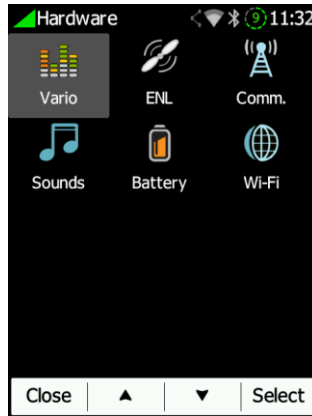 Hardware 9 11:32
Vario ENL Comm.
Sounds Battery Wi-Fi
Close Select